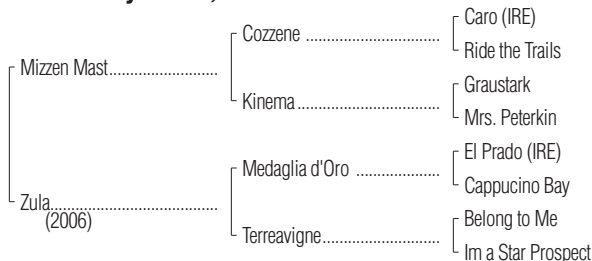 Caro (IRE)
Cozzene
Ride the Trails
Mizzen Mast
Graustark
Kinema
Mrs. Peterkin
El Prado (IRE)
Medaglia d'Oro
Cappucino Bay
Zula
(2006)
Belong to Me
Terreavigne
Im a Star Prospect